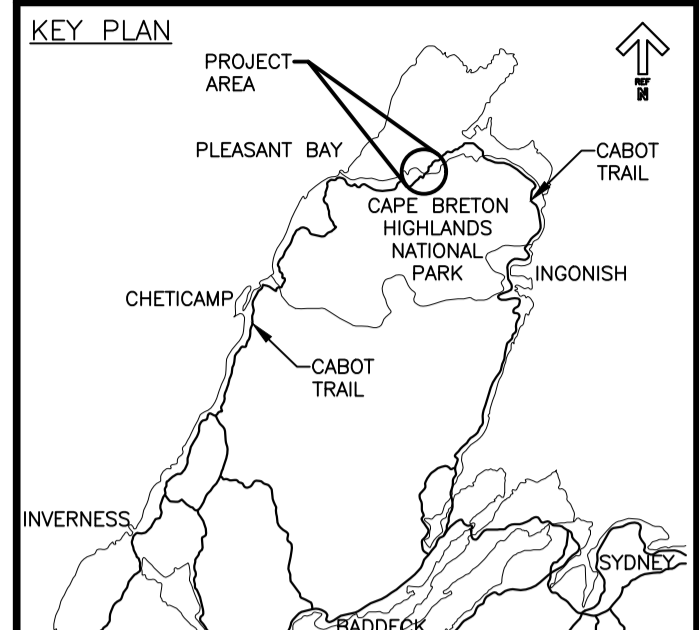 KEY PLAN
PROJECT
AREA
REF
N
PLEASANT BAY
CABOT
TRAIL
CAPE BRETON
HIGHLANDS
NATIONAL
PARK
INGONISH
CHETICAMP
CABOT
TRAIL
INVERNESS
SYDNEY
BADDECK